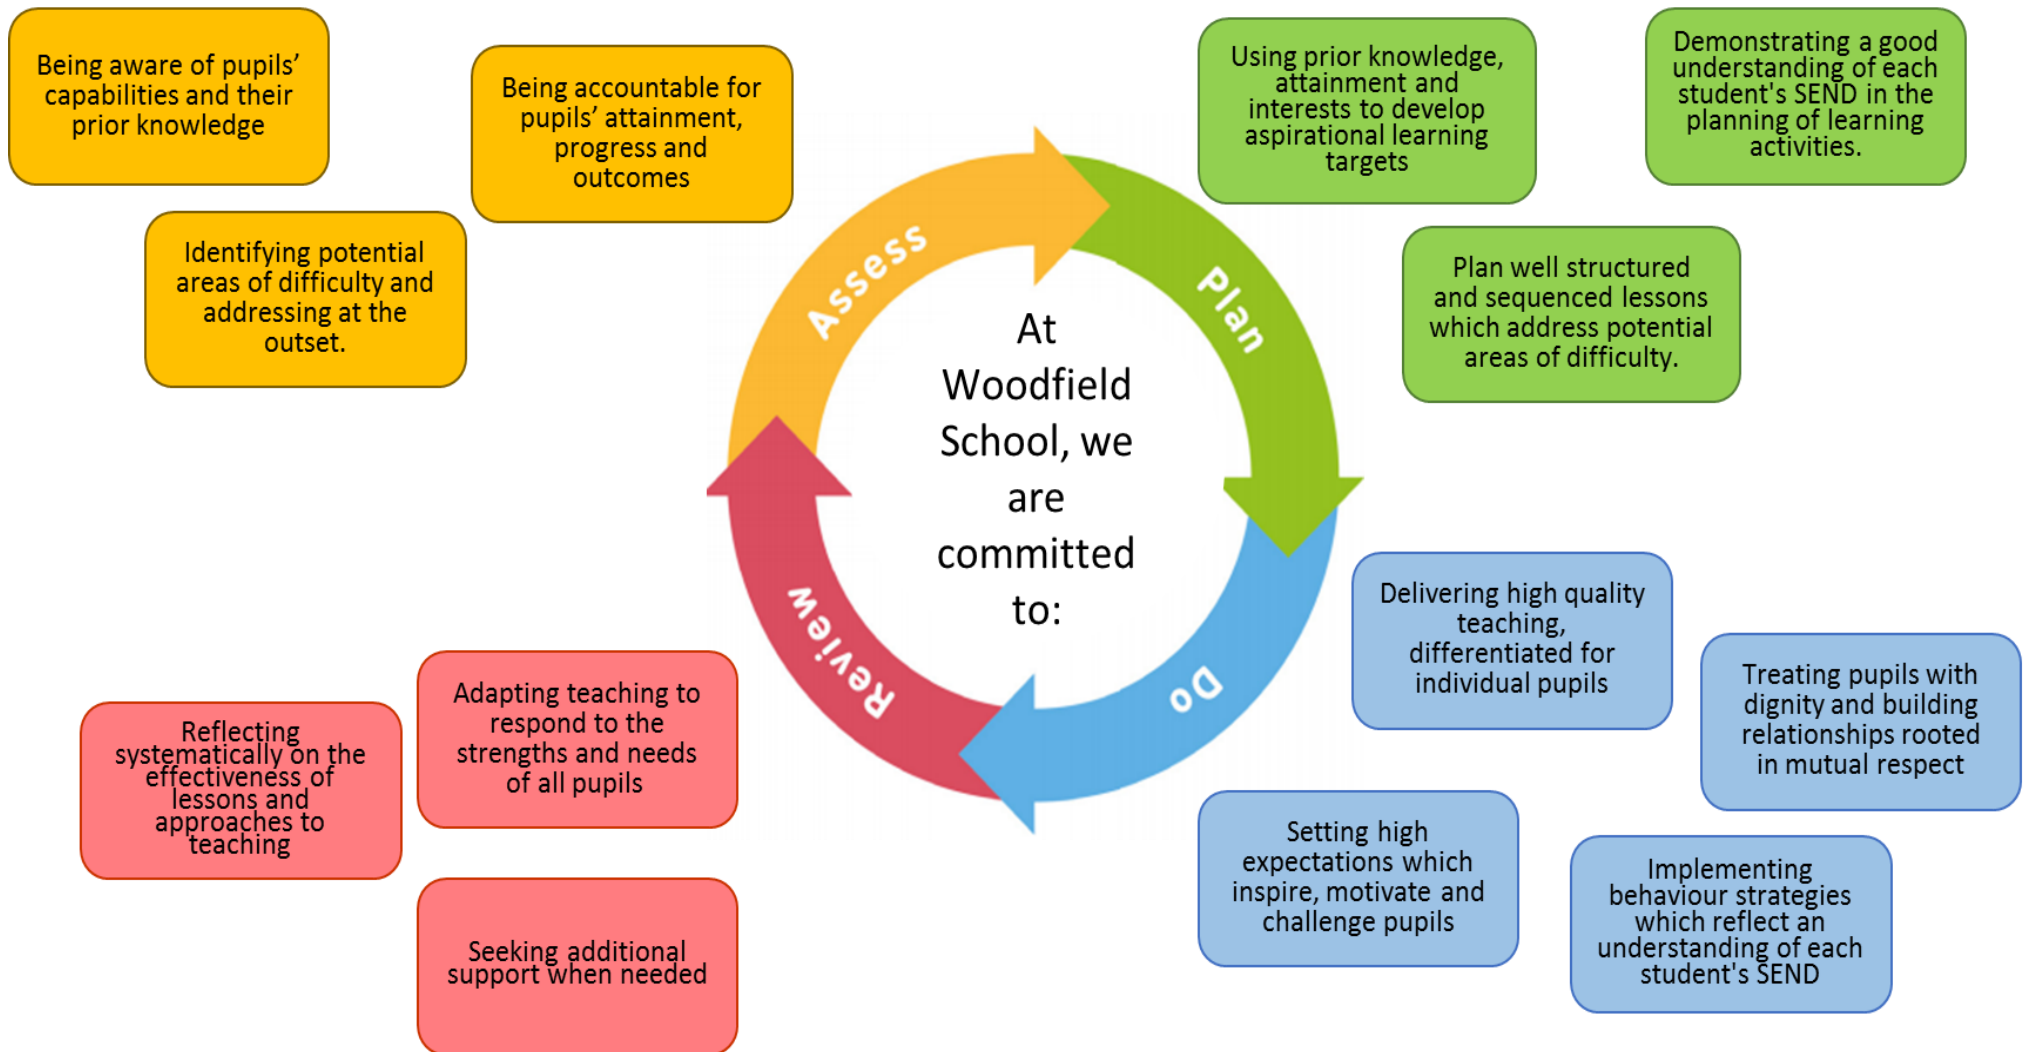 Being aware of pupils’
capabilities and their
prior knowledge
Being accountable for
pupils’ attainment,
progress and
outcomes
Identifying potential
areas of difficulty and
addressing at the
outset.
Using prior knowledge,
attainment and
interests to develop
aspirational learning
targets
Demonstrating a good
understanding of each
student's SEND in the
planning of learning
activities.
Plan well structured
and sequenced lessons
which address potential
areas of difficulty.
Assess
Plan
Do
Review
At
Woodfield
School, we
are
committed
to:
Delivering high quality
teaching,
differentiated for
individual pupils
Treating pupils with
dignity and building
relationships rooted
in mutual respect
Setting high
expectations which
inspire, motivate and
challenge pupils
Implementing
behaviour strategies
which reflect an
understanding of each
student's SEND
Adapting teaching to
respond to the
strengths and needs
of all pupils
Reflecting
systematically on the
effectiveness of
lessons and
approaches to
teaching
Seeking additional
support when needed